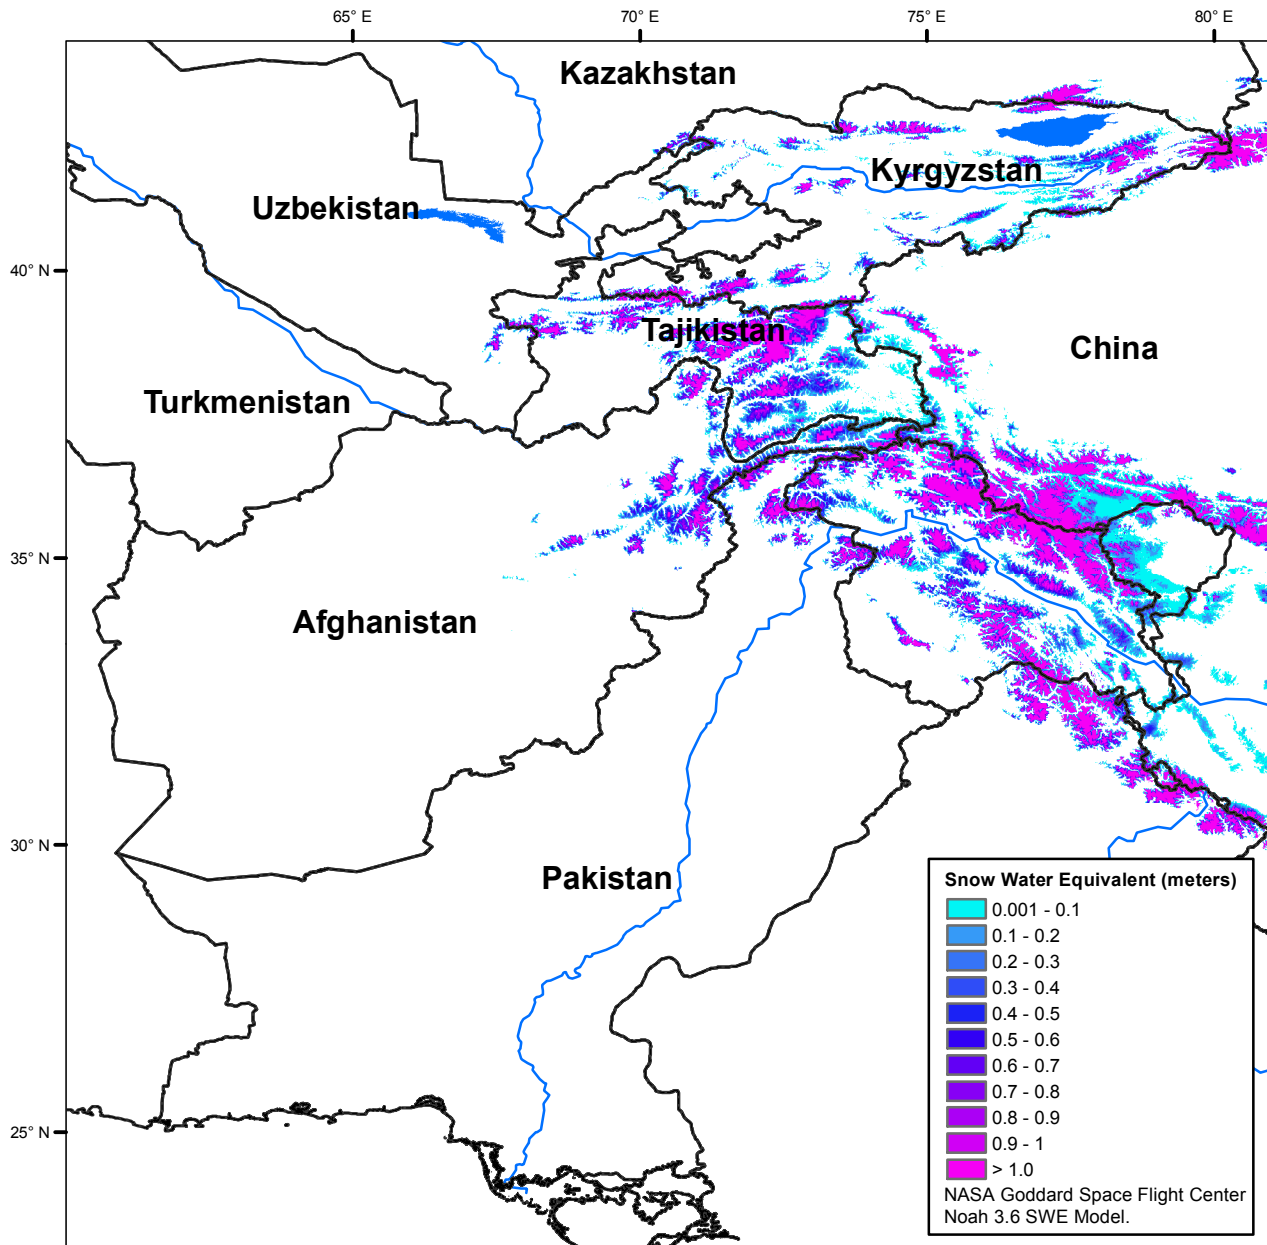 65° E
70° E
75° E
80° E
Kazakhstan
Kyrgyzstan
Uzbekistan
40° N
Tajikistan
China
Turkmenistan
35° N
Afghanistan
30° N
Pakistan
25° N
Snow Water Equivalent (meters)
0.001 - 0.1
0.1 - 0.2
0.2 - 0.3
0.3 - 0.4
0.4 - 0.5
0.5 - 0.6
0.6 - 0.7
0.7 - 0.8
0.8 - 0.9
0.9 - 1
> 1.0
NASA Goddard Space Flight Center
Noah 3.6 SWE Model.